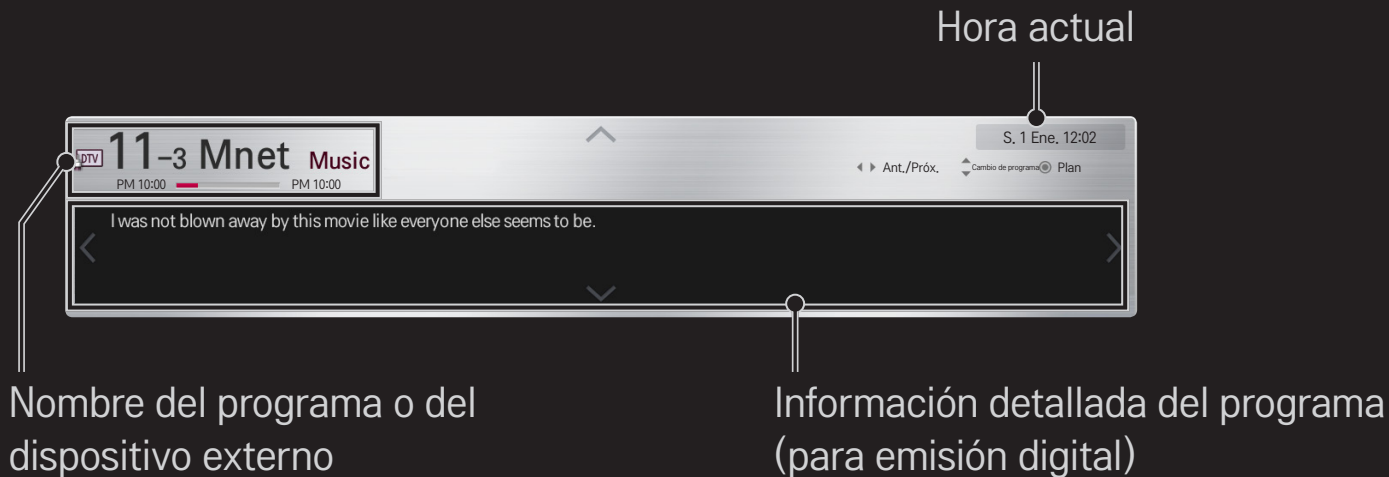 Hora actual
S. 1 Ene. 12:02
DTV 11-3 Mnet Music
PM 10:00 PM 10:00
Ant./Próx. Cambio de programa Plan
I was not blown away by this movie like everyone else seems to be.
Nombre del programa o del
dispositivo externo
Información detallada del programa
(para emisión digital)